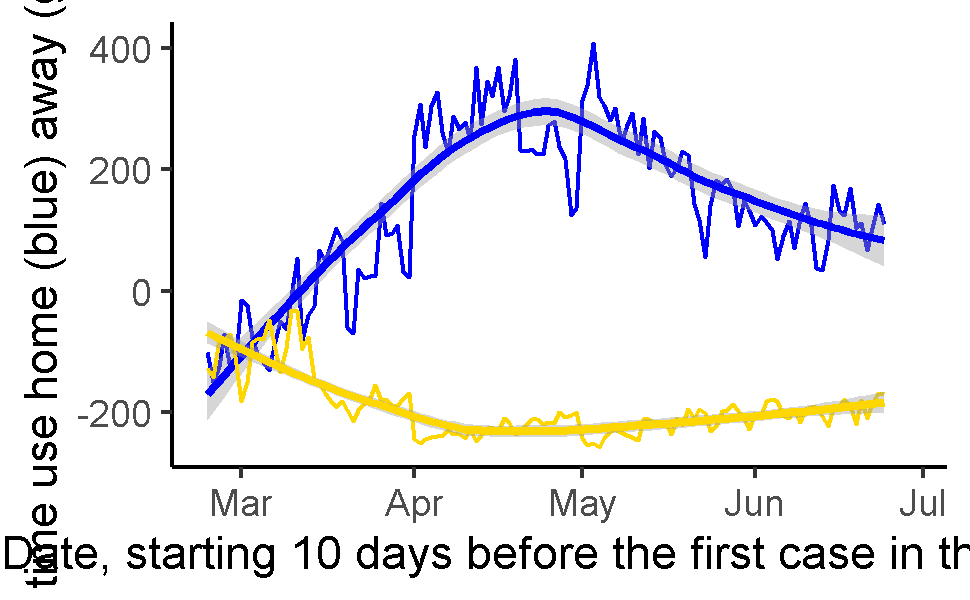 time use home (blue) away (
400
200
0
-200
Mar Apr May Jun Jul
Date, starting 10 days before the first case in